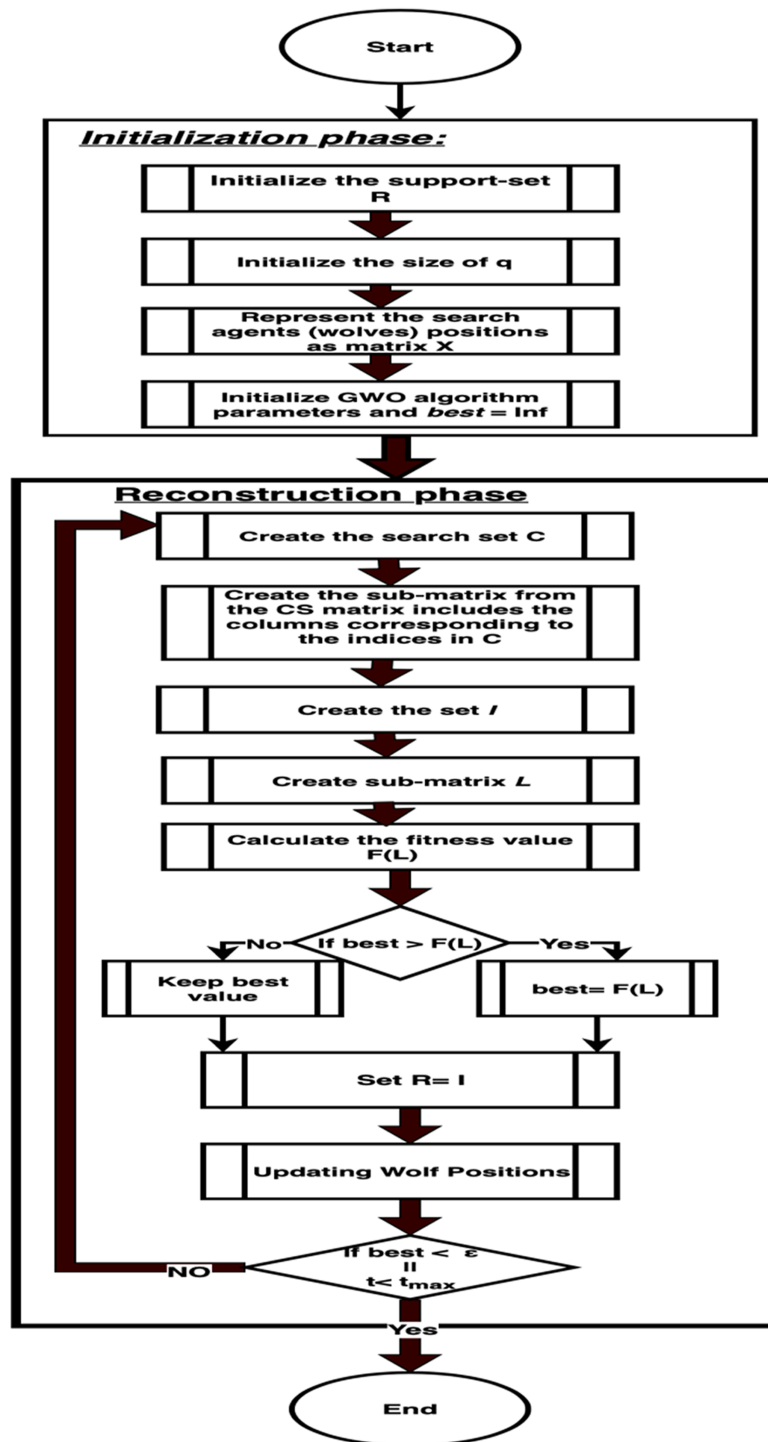 Start
Initialization phase:
Initialize the support-set
R
Initialize the size of q
Represent the search
agents (wolves) positions
as matrix X
Initialize GWO algorithm
parameters and best = Inf
Reconstruction phase
Create the search set C
Create the sub-matrix from
the CS matrix includes the
columns corresponding to
the indices in C
Create the set I
Create sub-matrix L
Calculate the fitness value
F(L)
No
If best > F(L)
Yes
Keep best
value
best= F(L)
Set R= I
Updating Wolf Positions
If best < ε
||
t< tmax
NO
Yes
End